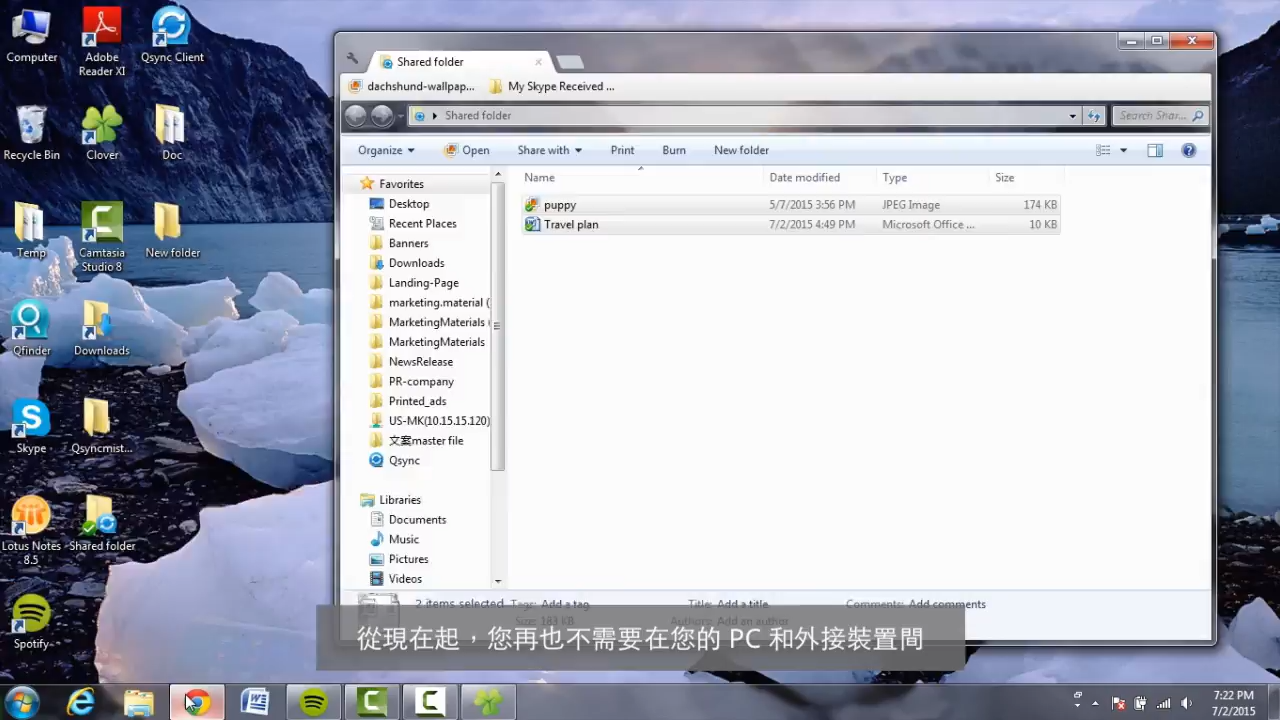 Computer
Adobe
Reader XI
Qsync Client
Recycle Bin
Clover
Doc
Temp
Camtasia
Studio 8
New folder
Qfinder
Downloads
Skype
Qsyncmist...
Lotus Notes
8.5
Shared folder
Spotify
Shared folder
dachshund-wallpap...
My Skype Received ...
Shared folder
Search Shar...
Organize
Open
Share with
Print
Burn
New folder
Name
Date modified
Type
Size
puppy
5/7/2015 3:56 PM
JPEG Image
174 KB
Travel plan
7/2/2015 4:49 PM
Microsoft Office ...
10 KB
Favorites
Desktop
Recent Places
Banners
Downloads
Landing-Page
marketing.material (
MarketingMaterials (
MarketingMaterials
NewsRelease
PR-company
Printed_ads
US-MK(10.15.15.120)
文案master file
Qsync
Libraries
Documents
Music
Pictures
Videos
2 items selected
Tags: Add a tag
Title: Add a title
Comments: Add comments
Size: 183 KB
Authors: Add an author
從現在起，您再也不需要在您的 PC 和外接裝置間
7:22 PM
7/2/2015